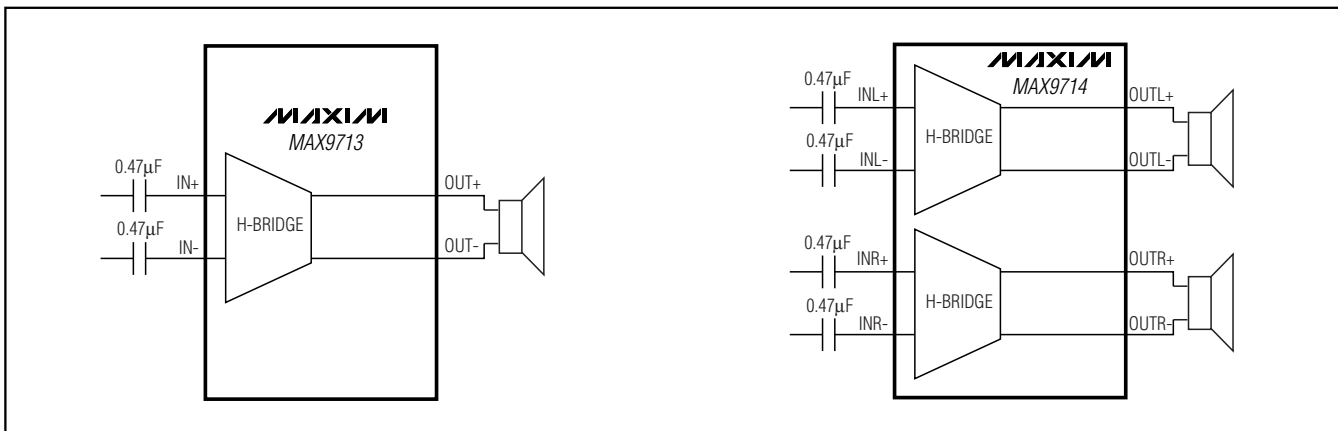 MAXIM
MAX9713
0.47µF
IN+
0.47µF
IN-
H-BRIDGE
OUT+
OUT-
MAXIM
MAX9714
0.47µF
INL+
0.47µF
INL-
H-BRIDGE
OUTL+
OUTL-
0.47µF
INR+
0.47µF
INR-
H-BRIDGE
OUTR+
OUTR-